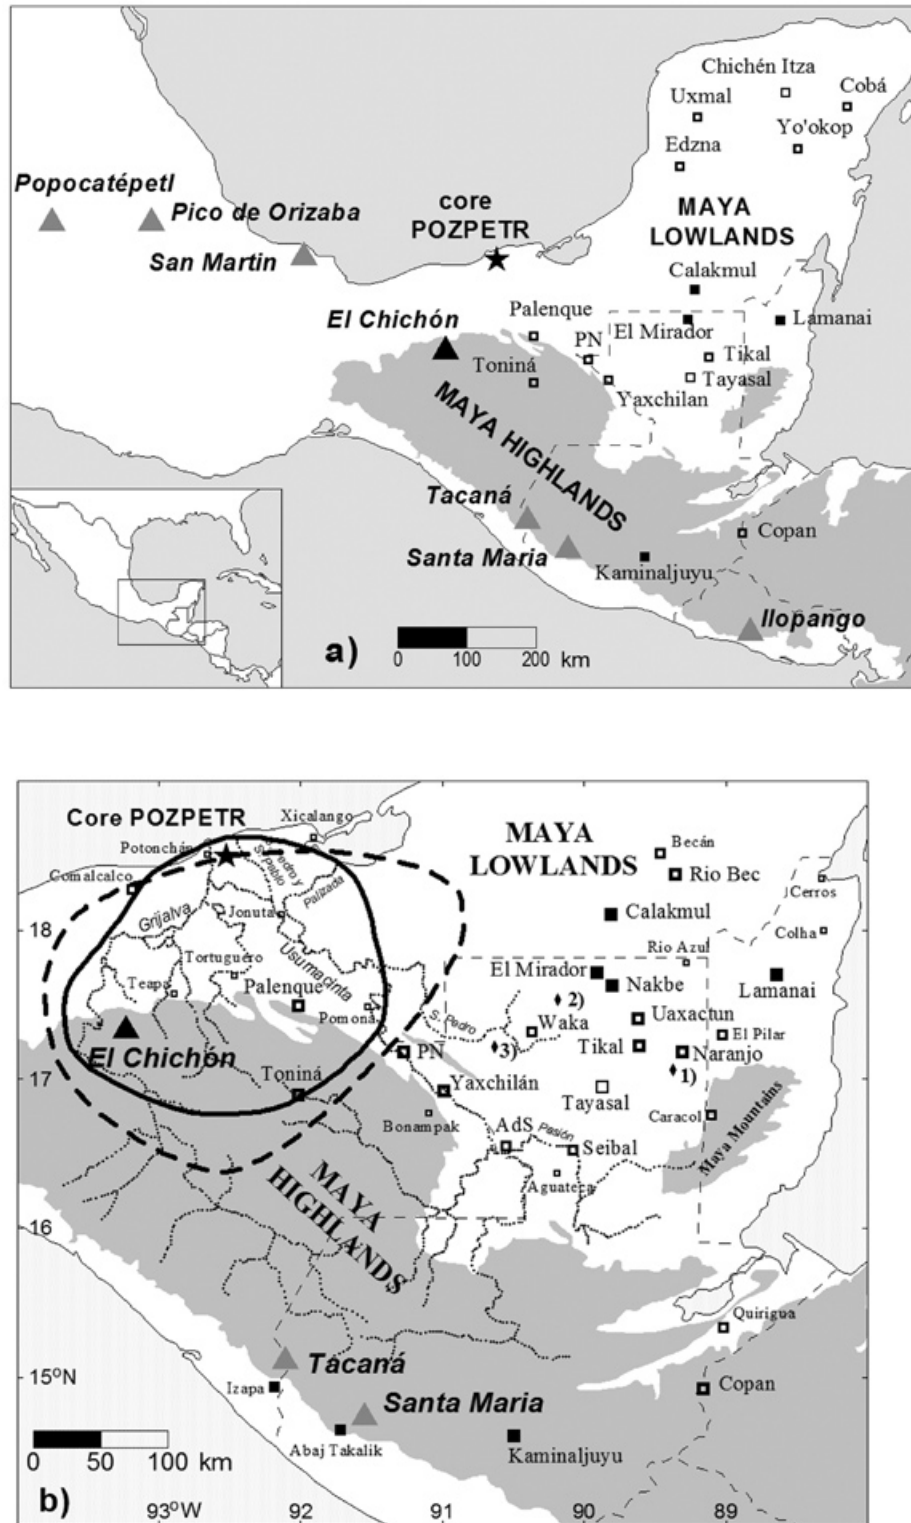 Chichén Itza
Cobá
Uxmal
Yo'okop
Edzna
Popocatépetl
Pico de Orizaba
core
POZPETR
MAYA
LOWLANDS
San Martin
Calakmul
El Chichón
Palenque
El Mirador
Lamanai
PN
Tikal
Toniná
Tayasal
Yaxchilan
MAYA HIGHLANDS
Tacaná
Santa Maria
Copan
Kaminaljuyu
Ilopango
a)
0 100 200 km
Core POZPETR
Xicalango
MAYA
LOWLANDS
Potonchán
Becán
S. Pedro y
S. Pablo
Comalcalco
Rio Bec
Palizada
Cerros
Grijalva
Jonuta
Calakmul
18
Colha
Usumacinta
Rio Azul
Tortuguero
El Mirador
Teapa
Nakbe
Lamanai
Palenque
2)
Pomoná
S. Pedro
Uaxactun
Waka
El Pilar
El Chichón
3)
PN
Tikal
Naranjo
17
1)
Toniná
Yaxchilán
Tayasal
Bonampak
Caracol
Maya Mountains
AdS
Pasión
Seibal
Aguateca
MAYA
HIGHLANDS
16
Quirigua
Tacaná
15ºN
Izapa
Copan
Santa Maria
Abaj Takalik
Kaminaljuyu
0 50 100 km
b)
93ºW 92 91 90 89